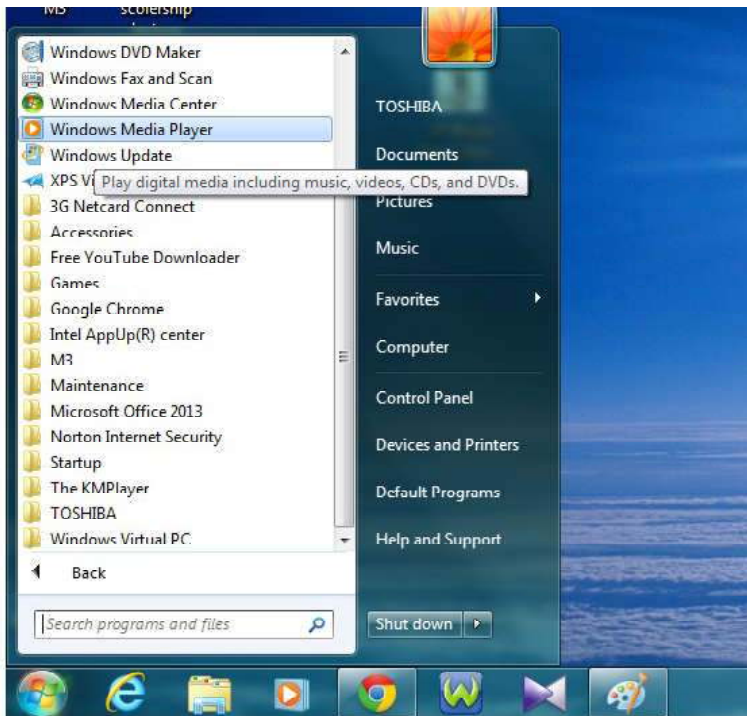 M3 scolership
Windows DVD Maker
Windows Fax and Scan
Windows Media Center
Windows Media Player
Windows Update
XPS Vi
Play digital media including music, videos, CDs, and DVDs.
3G Netcard Connect
Accessories
Free YouTube Downloader
Games
Google Chrome
Intel AppUp(R) center
M3
Maintenance
Microsoft Office 2013
Norton Internet Security
Startup
The KMPlayer
TOSHIBA
Windows Virtual PC
Back
Search programs and files
TOSHIBA
Documents
Pictures
Music
Favorites
Computer
Control Panel
Devices and Printers
Default Programs
Help and Support
Shut down